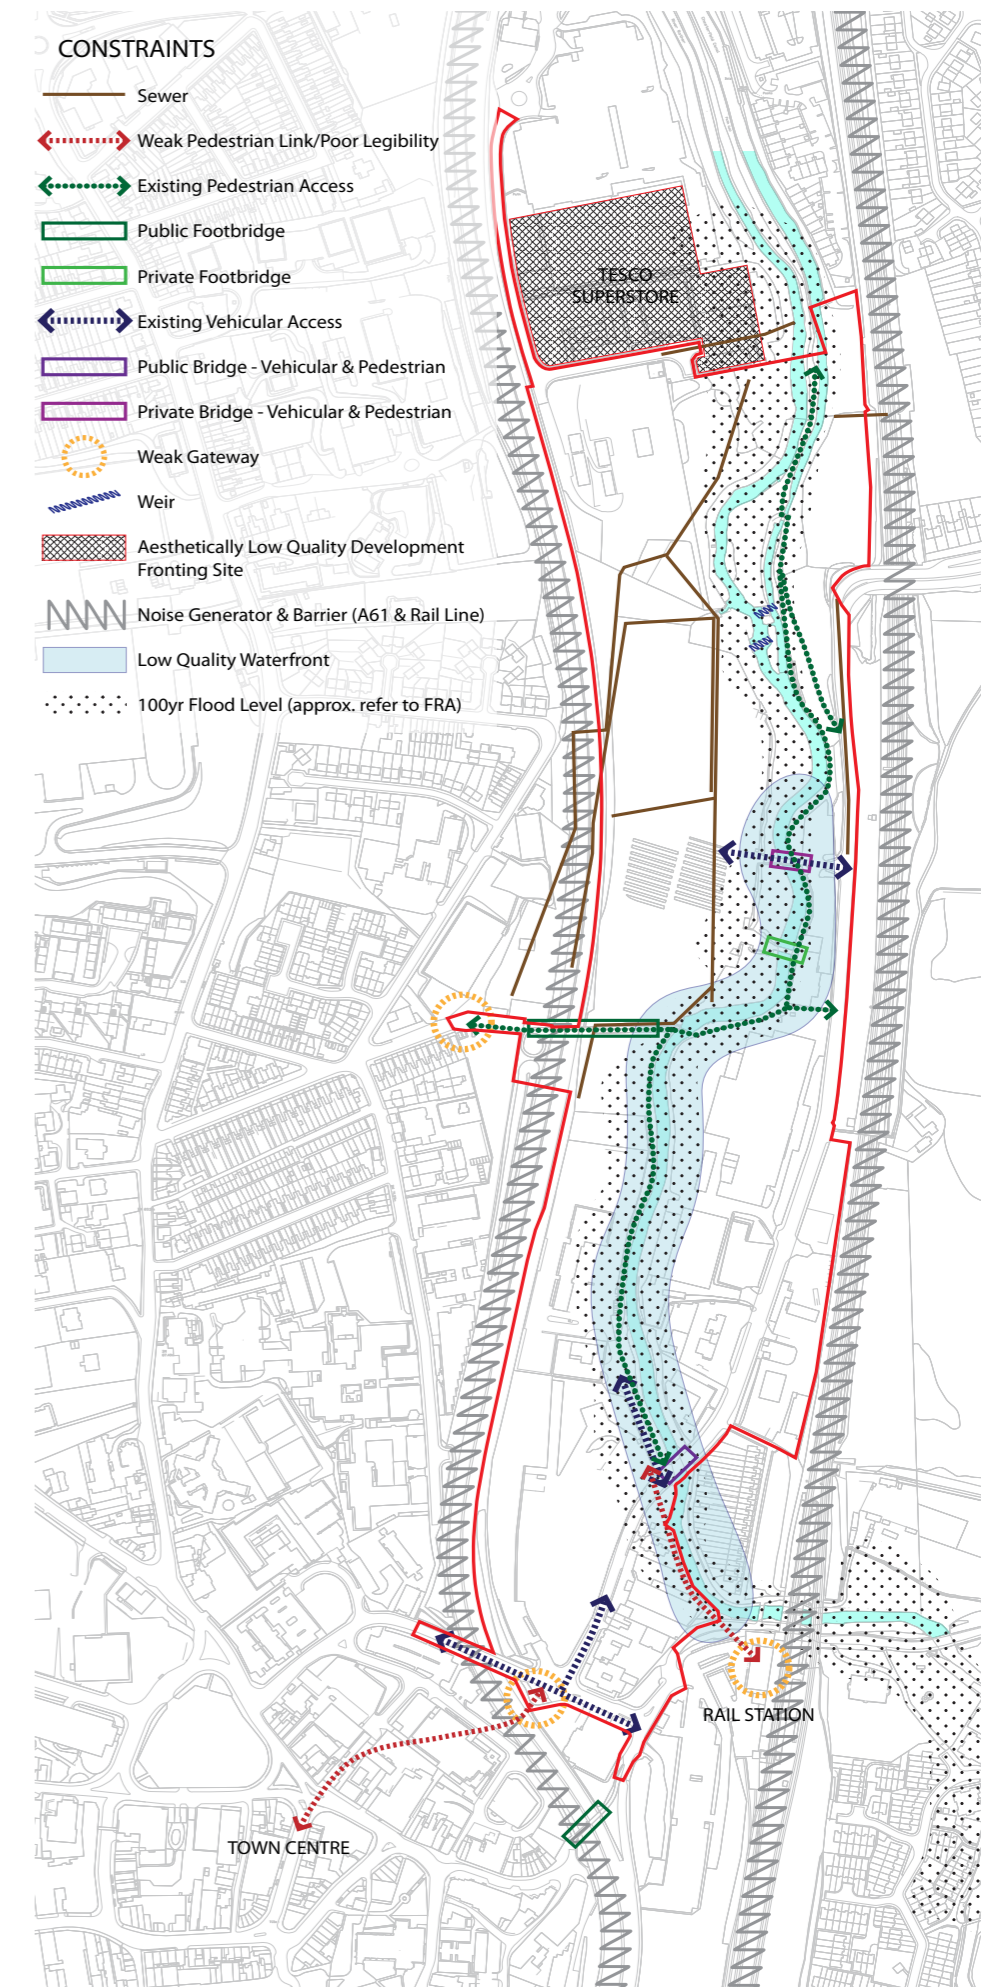 CONSTRAINTS
Sewer
Weak Pedestrian Link/Poor Legibility
Existing Pedestrian Access
Public Footbridge
Private Footbridge
Existing Vehicular Access
Public Bridge - Vehicular & Pedestrian
Private Bridge - Vehicular & Pedestrian
Weak Gateway
Weir
Aesthetically Low Quality Development
Fronting Site
Noise Generator & Barrier (A61 & Rail Line)
Low Quality Waterfront
100yr Flood Level (approx. refer to FRA)
TESCO
SUPERSTORE
RAIL STATION
TOWN CENTRE